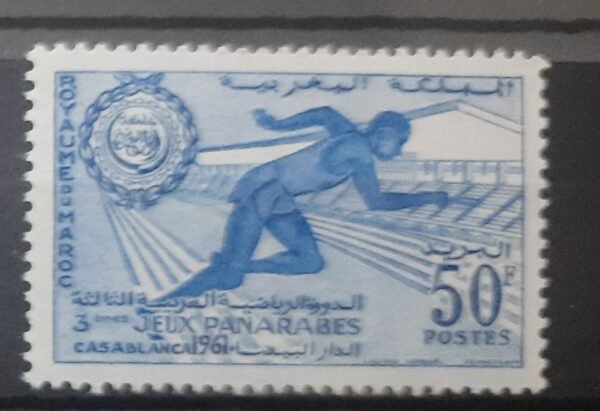 المملكة المغربية
ROYAUME DU MAROC
البريد
50F
POSTES
الدورة الرياضية العربية الثالثة
3èmes JEUX PANARABES
CASABLANCA 1961 الدار البيضاء